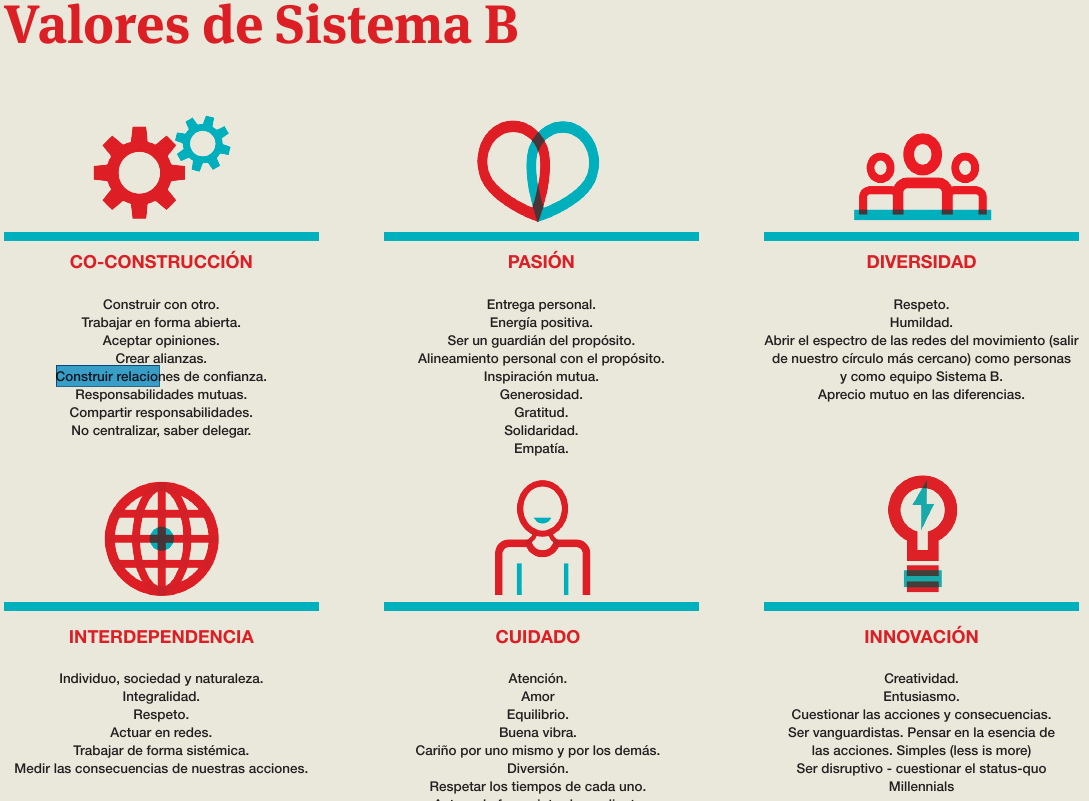 Valores de Sistema B
CO-CONSTRUCCIÓN
Construir con otro.
Trabajar en forma abierta.
Aceptar opiniones.
Crear alianzas.
Construir relaciones de confianza.
Responsabilidades mutuas.
Compartir responsabilidades.
No centralizar, saber delegar.
PASIÓN
Entrega personal.
Energía positiva.
Ser un guardián del propósito.
Alineamiento personal con el propósito.
Inspiración mutua.
Generosidad.
Gratitud.
Solidaridad.
Empatía.
DIVERSIDAD
Respeto.
Humildad.
Abrir el espectro de las redes del movimiento (salir
de nuestro círculo más cercano) como personas
y como equipo Sistema B.
Aprecio mutuo en las diferencias.
INTERDEPENDENCIA
Individuo, sociedad y naturaleza.
Integralidad.
Respeto.
Actuar en redes.
Trabajar de forma sistémica.
Medir las consecuencias de nuestras acciones.
CUIDADO
Atención.
Amor
Equilibrio.
Buena vibra.
Cariño por uno mismo y por los demás.
Diversión.
Respetar los tiempos de cada uno.
INNOVACIÓN
Creatividad.
Entusiasmo.
Cuestionar las acciones y consecuencias.
Ser vanguardistas. Pensar en la esencia de
las acciones. Simples (less is more)
Ser disruptivo - cuestionar el status-quo
Millennials